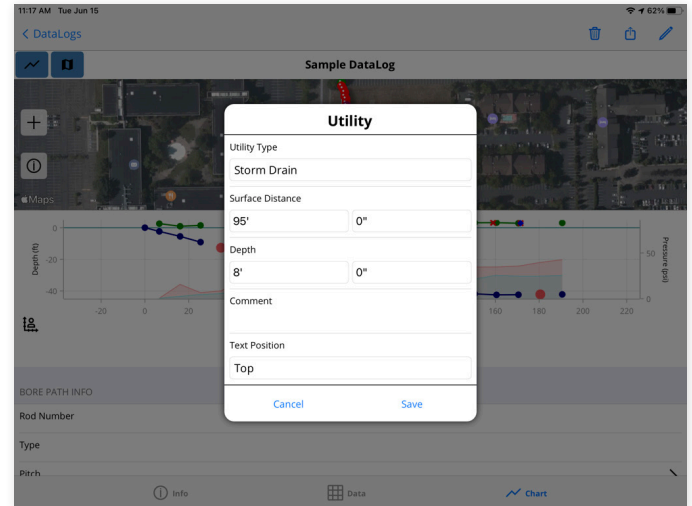 11:17 AM Tue Jun 15
62%
< DataLogs
Sample DataLog
Maps
Utility
Utility Type
Storm Drain
Surface Distance
95' 0"
Depth
8' 0"
Comment
Text Position
Top
Cancel Save
Depth (ft)
0
-20
-40
-20 0 20 160 180 200 220
50
0
Pressure (psi)
BORE PATH INFO
Rod Number
Type
Pitch
Info Data Chart